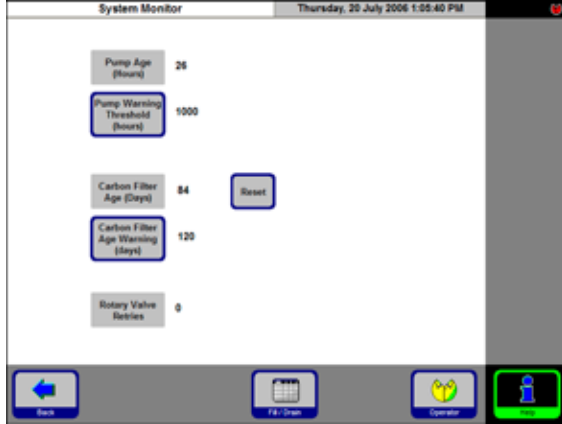 System Monitor
Thursday, 20 July 2006 1:05:40 PM
Pump Age
(Hours)
26
Pump Warning
Threshold
(hours)
1000
Carbon Filter
Age (Days)
84
Reset
Carbon Filter
Age Warning
(days)
120
Rotary Valve
Retries
0
Back
Fill / Drain
Operator
Help